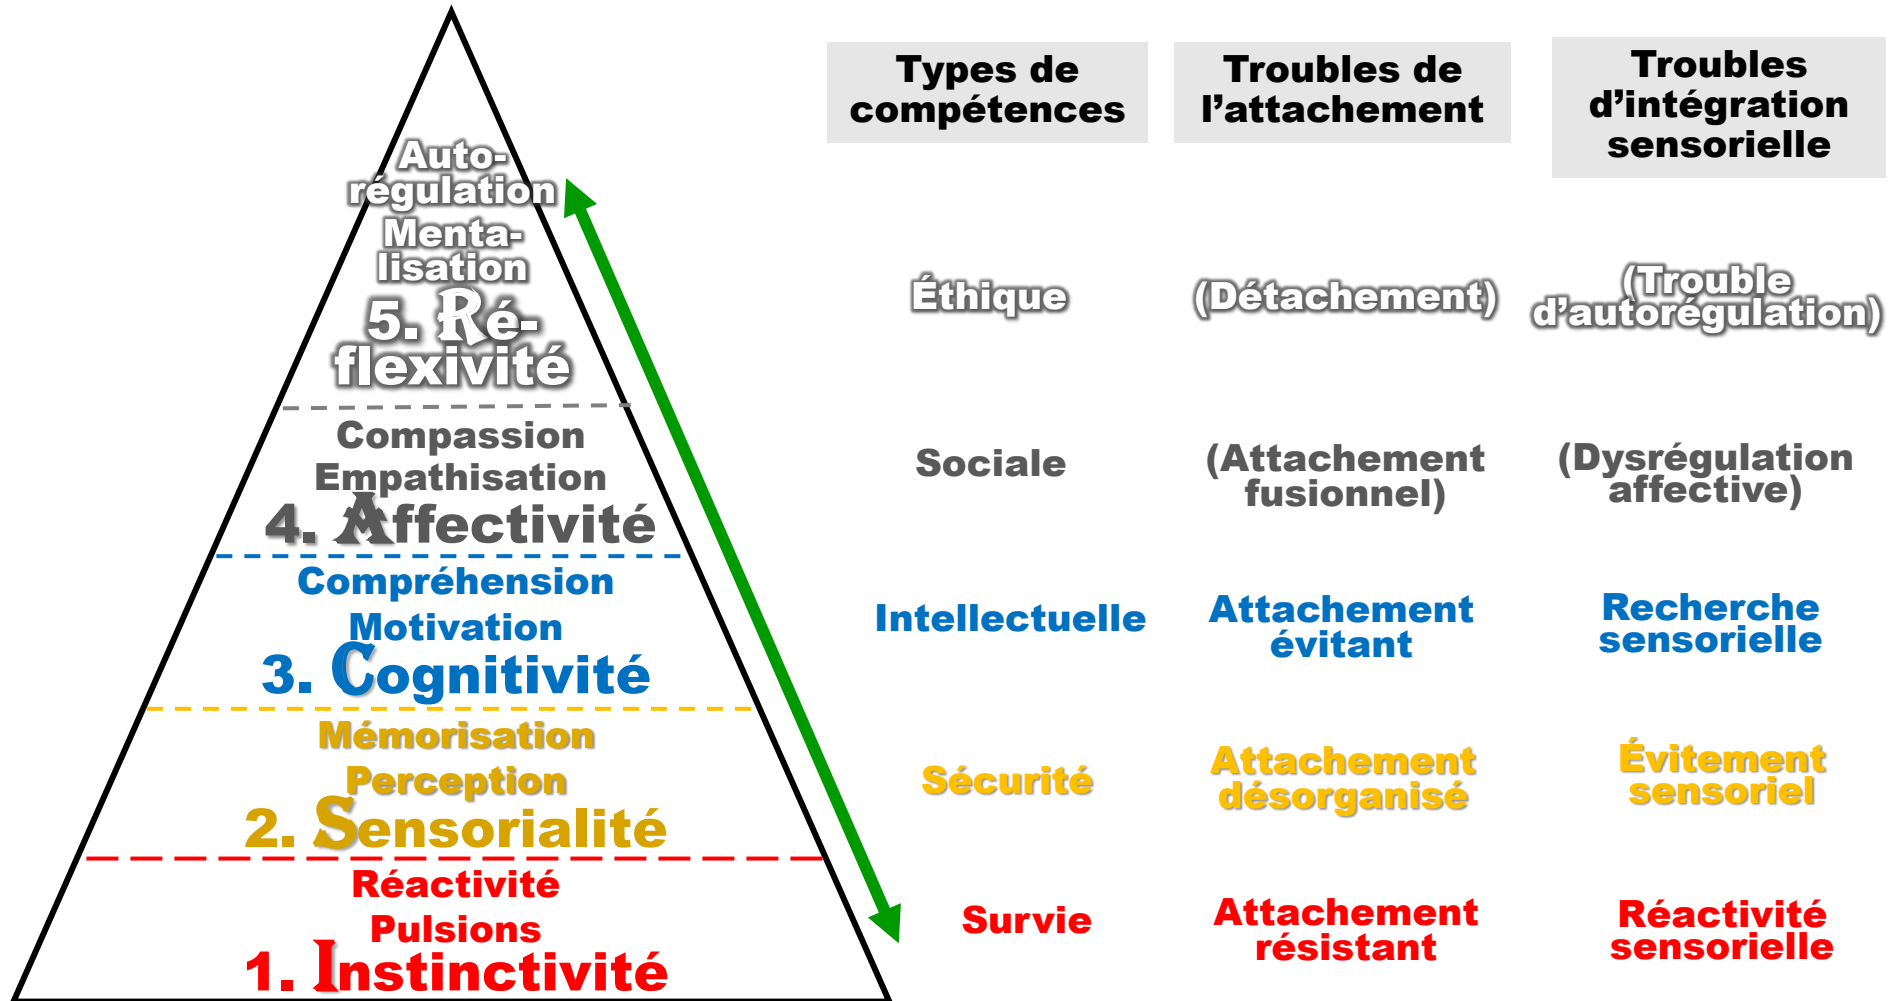 Types de
compétences
Troubles de
l’attachement
Troubles
d’intégration
sensorielle
Auto-
régulation
Menta-
lisation
5. Ré-
flexivité
Éthique
(Détachement)
(Trouble
d’autorégulation)
Compassion
Empathisation
4. Affectivité
Sociale
(Attachement
fusionnel)
(Dysrégulation
affective)
Compréhension
Motivation
3. Cognitivité
Intellectuelle
Attachement
évitant
Recherche
sensorielle
Mémorisation
Perception
2. Sensorialité
Sécurité
Attachement
désorganisé
Évitement
sensoriel
Réactivité
Pulsions
1. Instinctivité
Survie
Attachement
résistant
Réactivité
sensorielle